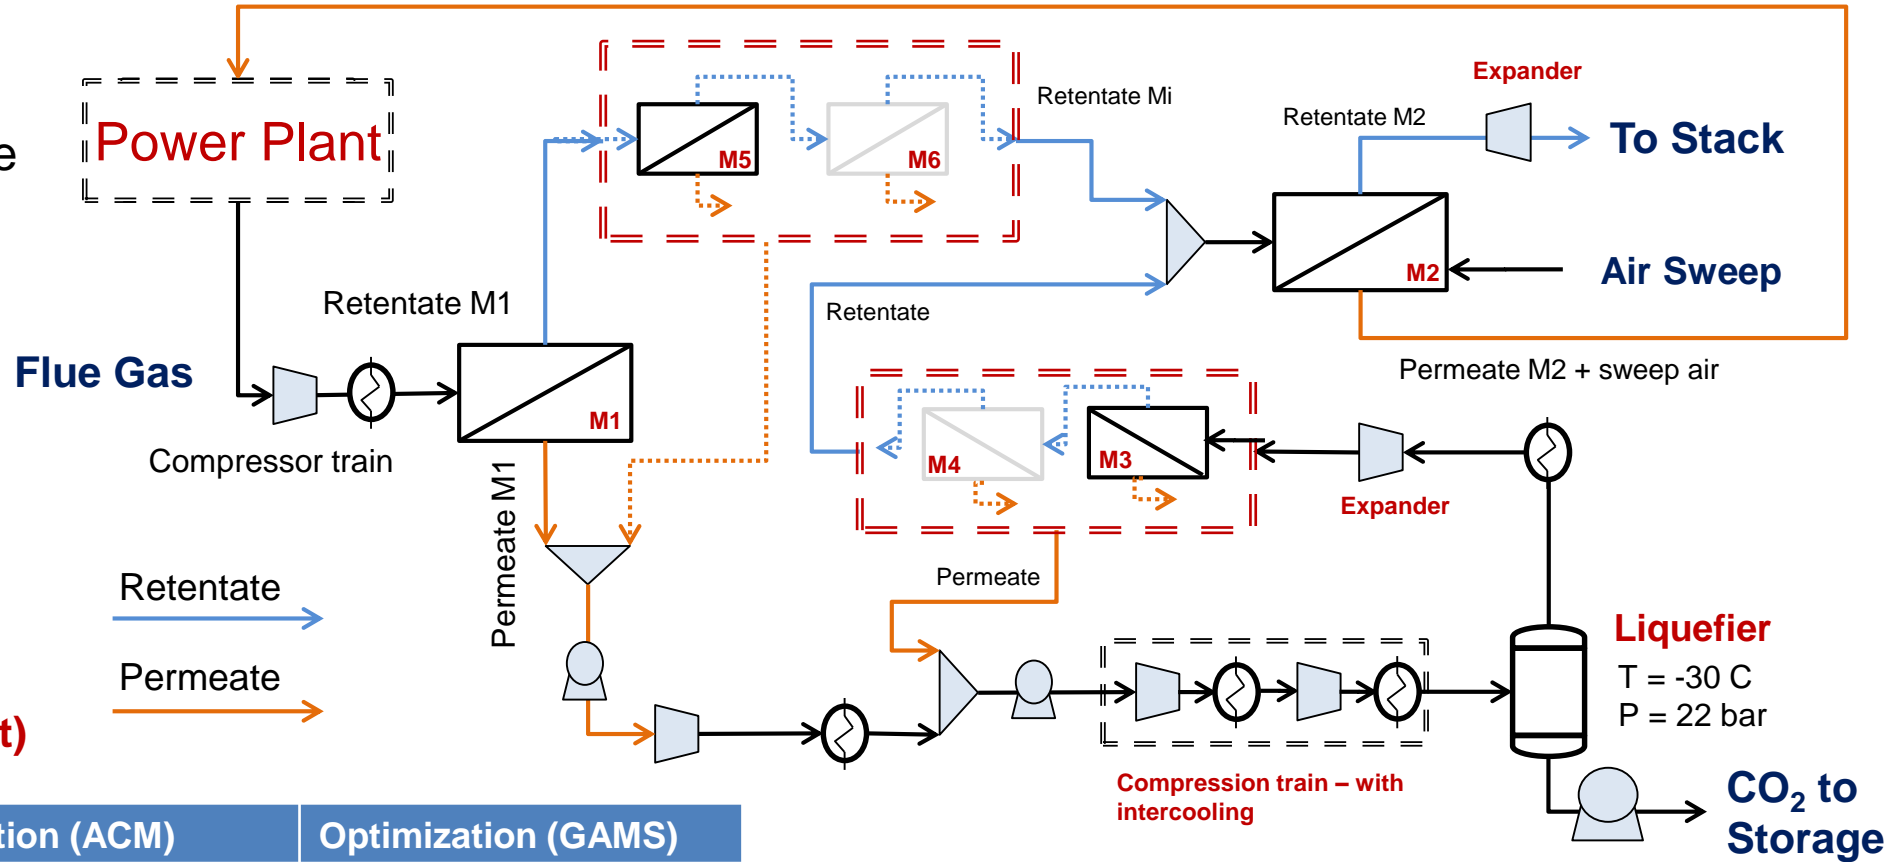 Expander
Retentate Mi
Retentate M2
Power Plant
e
M5
M6
To Stack
M2
Air Sweep
Retentate M1
Retentate
Flue Gas
Permeate M2 + sweep air
M1
Compressor train
M4
M3
Permeate M1
Expander
Permeate
Retentate
Liquefier
T = -30 C
P = 22 bar
Permeate
t)
Compression train – with
intercooling
CO₂ to
Storage
tion (ACM)
Optimization (GAMS)